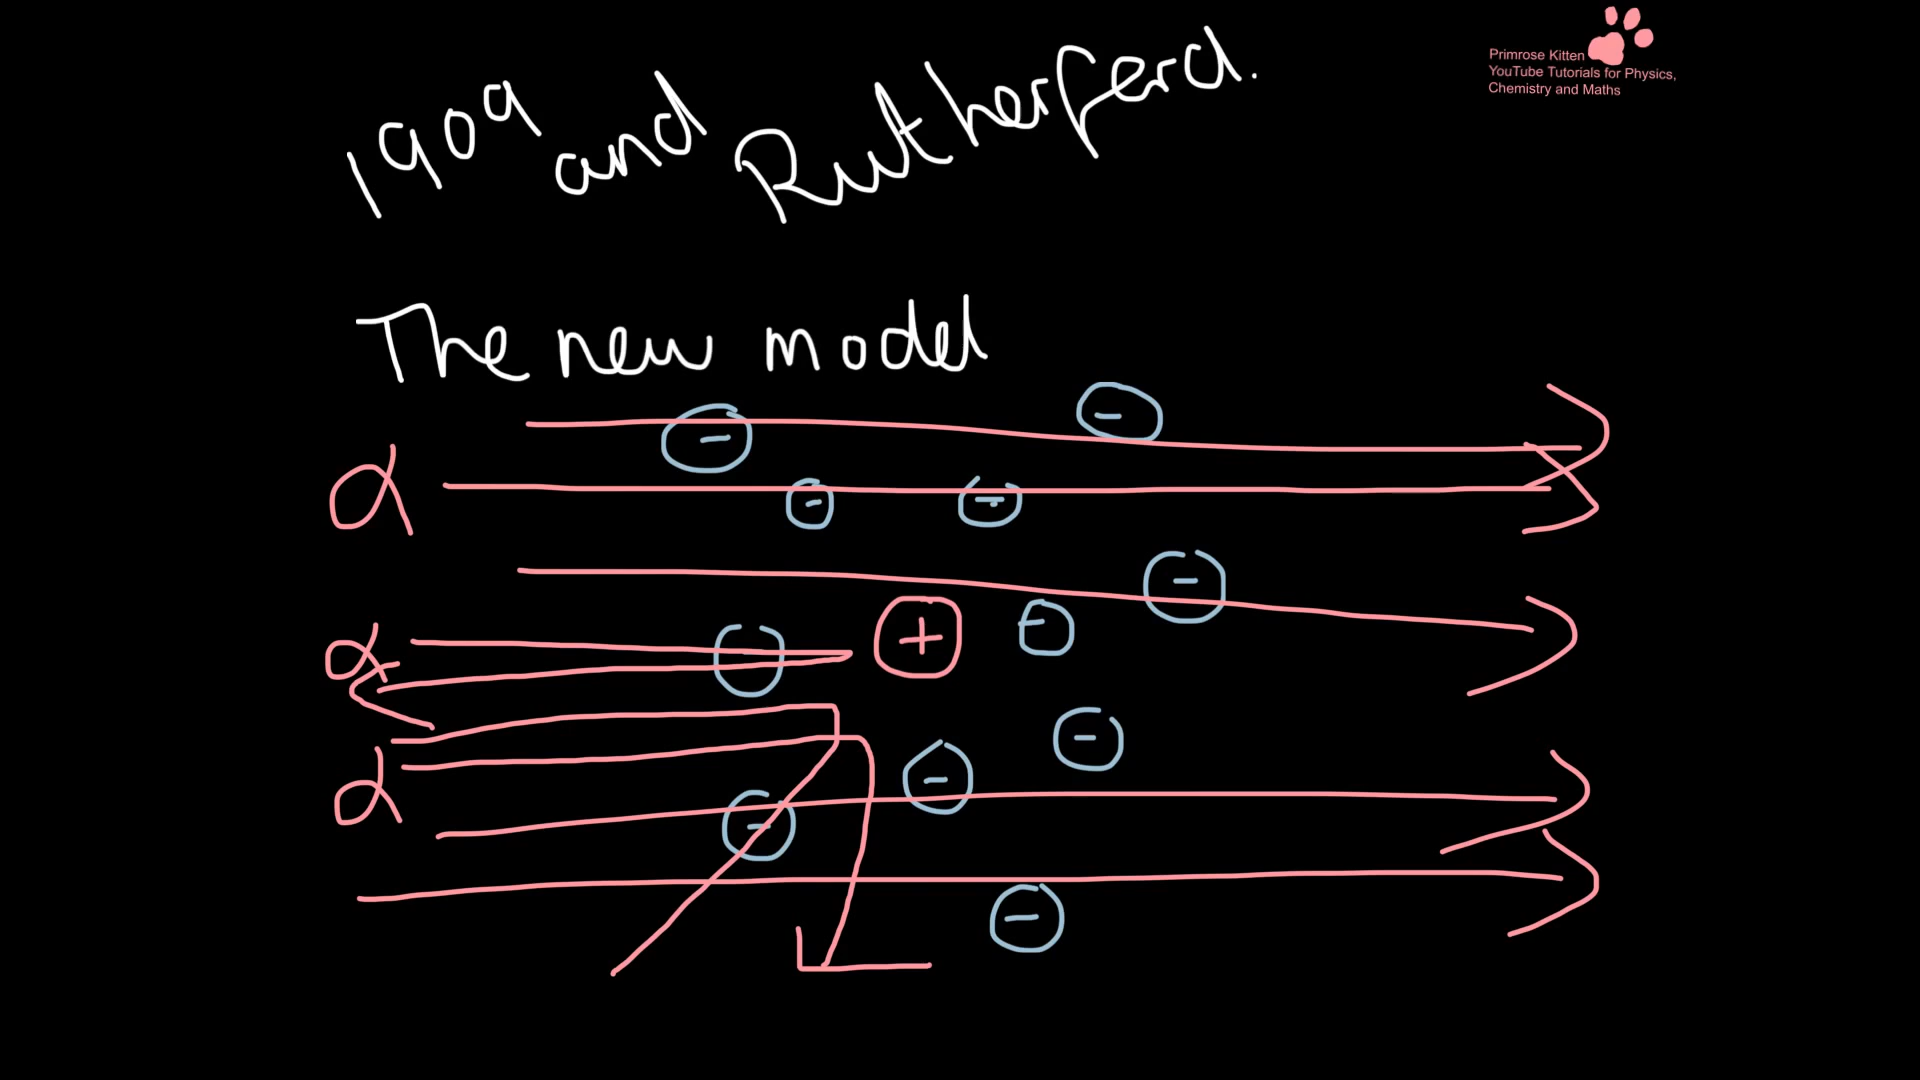 1909 and Rutherford.
Primrose Kitten
YouTube Tutorials for Physics,
Chemistry and Maths
The new model
-
-
α
-
-
-
+
-
α
-
α
-
-
-